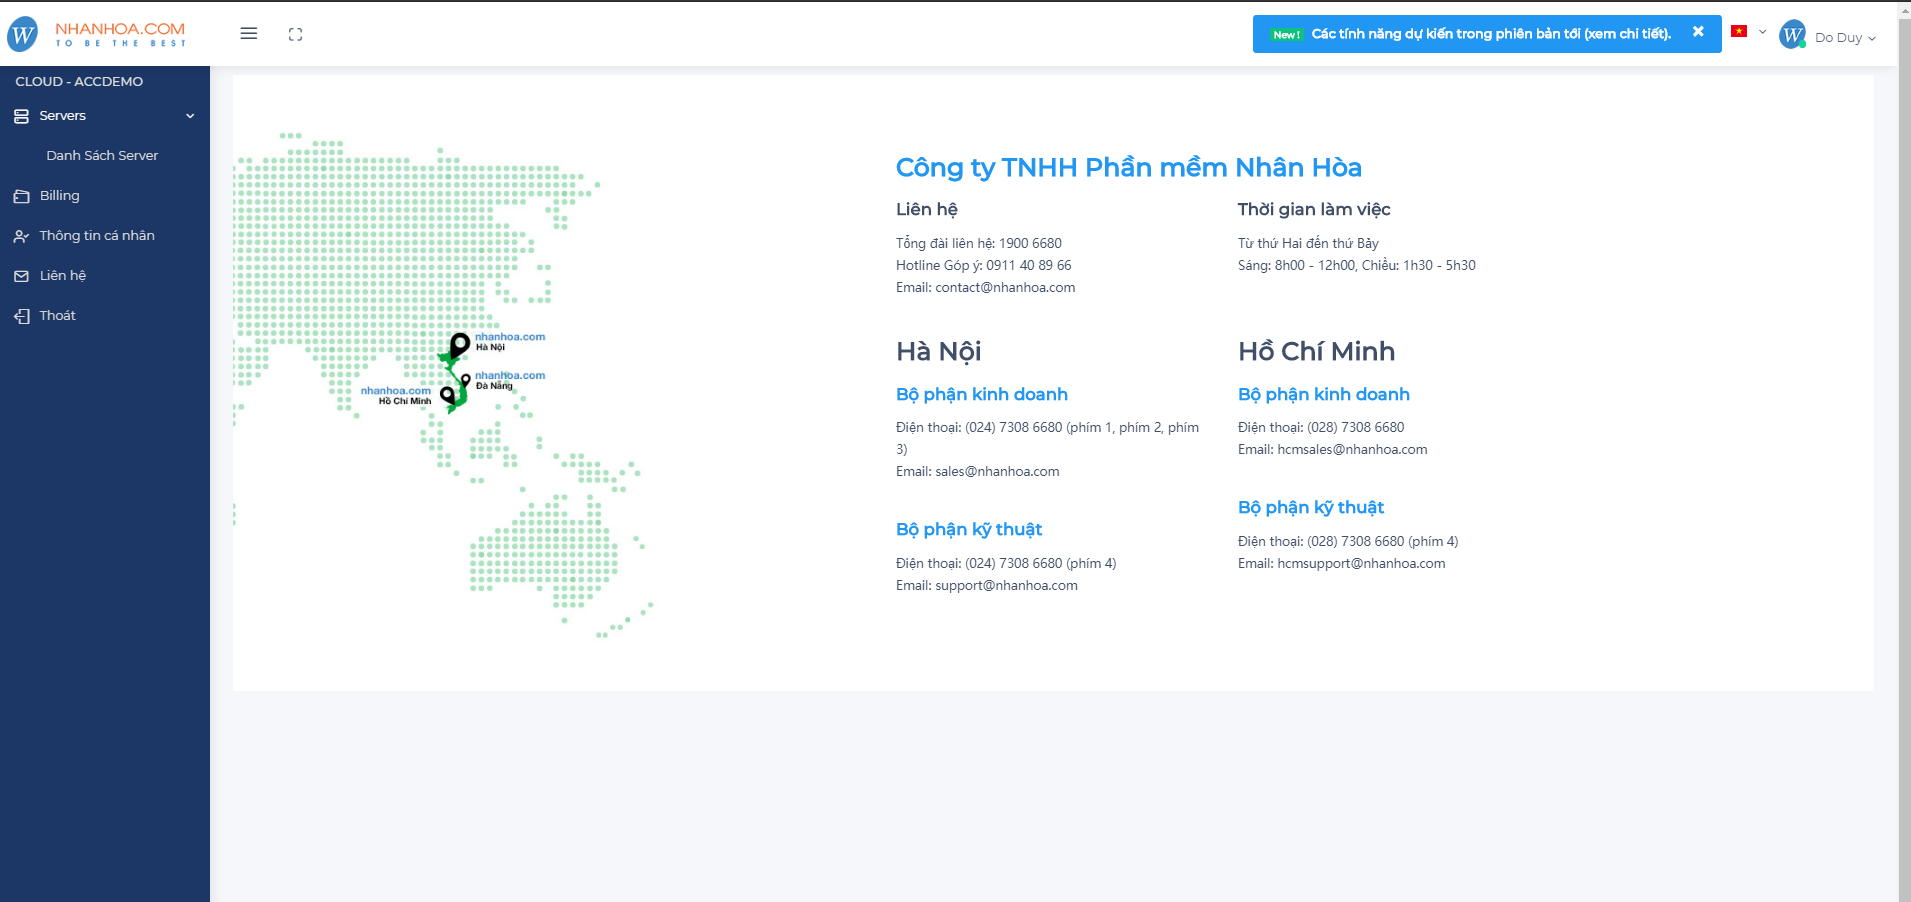 W NHANHOA.COM
TO BE THE BEST
New !  Các tính năng dự kiến trong phiên bản tới (xem chi tiết).
W Do Duy
CLOUD - ACCDEMO
Servers
Danh Sách Server
Billing
Thông tin cá nhân
Liên hệ
Thoát
nhanhoa.com
Hà Nội
nhanhoa.com
Đà Nẵng
nhanhoa.com
Hồ Chí Minh
Công ty TNHH Phần mềm Nhân Hòa
Liên hệ
Tổng đài liên hệ: 1900 6680
Hotline Góp ý: 0911 40 89 66
Email: contact@nhanhoa.com
Thời gian làm việc
Từ thứ Hai đến thứ Bảy
Sáng: 8h00 - 12h00, Chiều: 1h30 - 5h30
Hà Nội
Bộ phận kinh doanh
Điện thoại: (024) 7308 6680 (phím 1, phím 2, phím
3)
Email: sales@nhanhoa.com
Bộ phận kỹ thuật
Điện thoại: (024) 7308 6680 (phím 4)
Email: support@nhanhoa.com
Hồ Chí Minh
Bộ phận kinh doanh
Điện thoại: (028) 7308 6680
Email: hcmsales@nhanhoa.com
Bộ phận kỹ thuật
Điện thoại: (028) 7308 6680 (phím 4)
Email: hcmsupport@nhanhoa.com